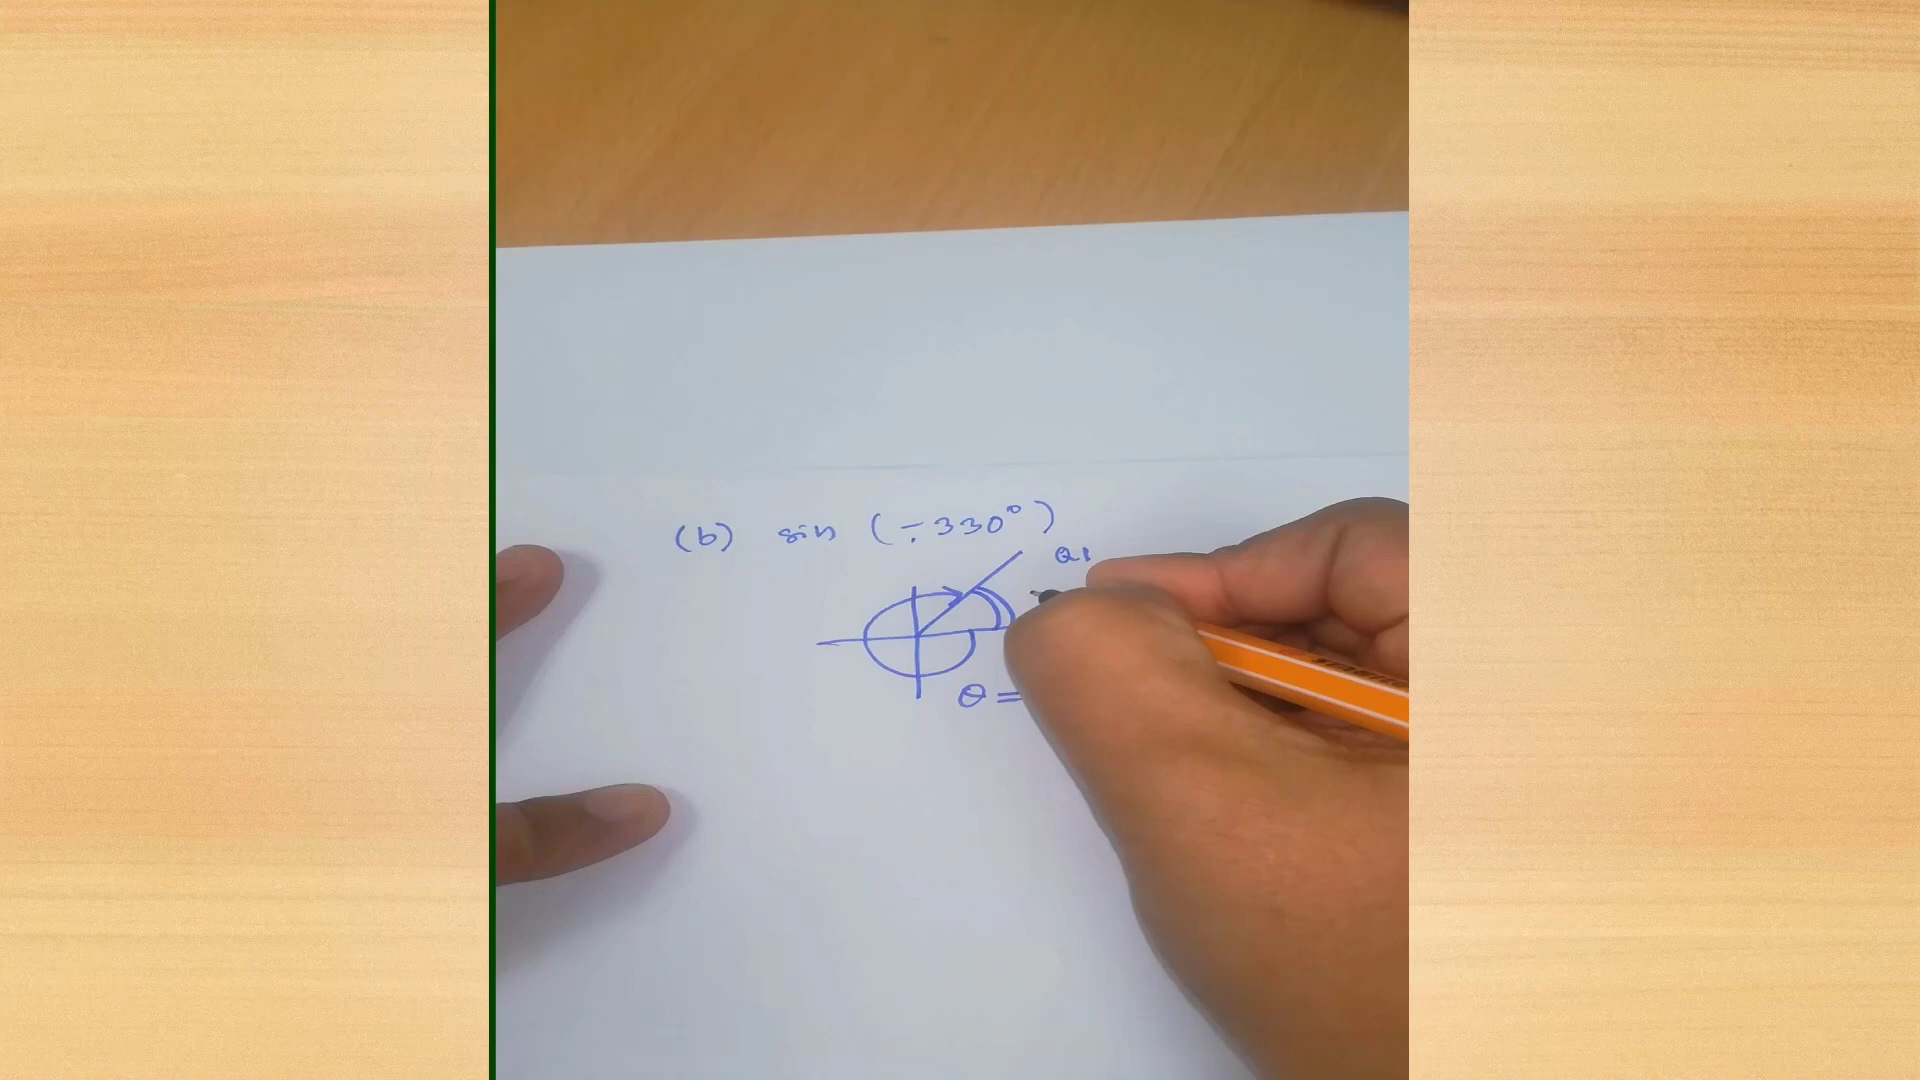 (b) sin (-330°)
Q1
θ =